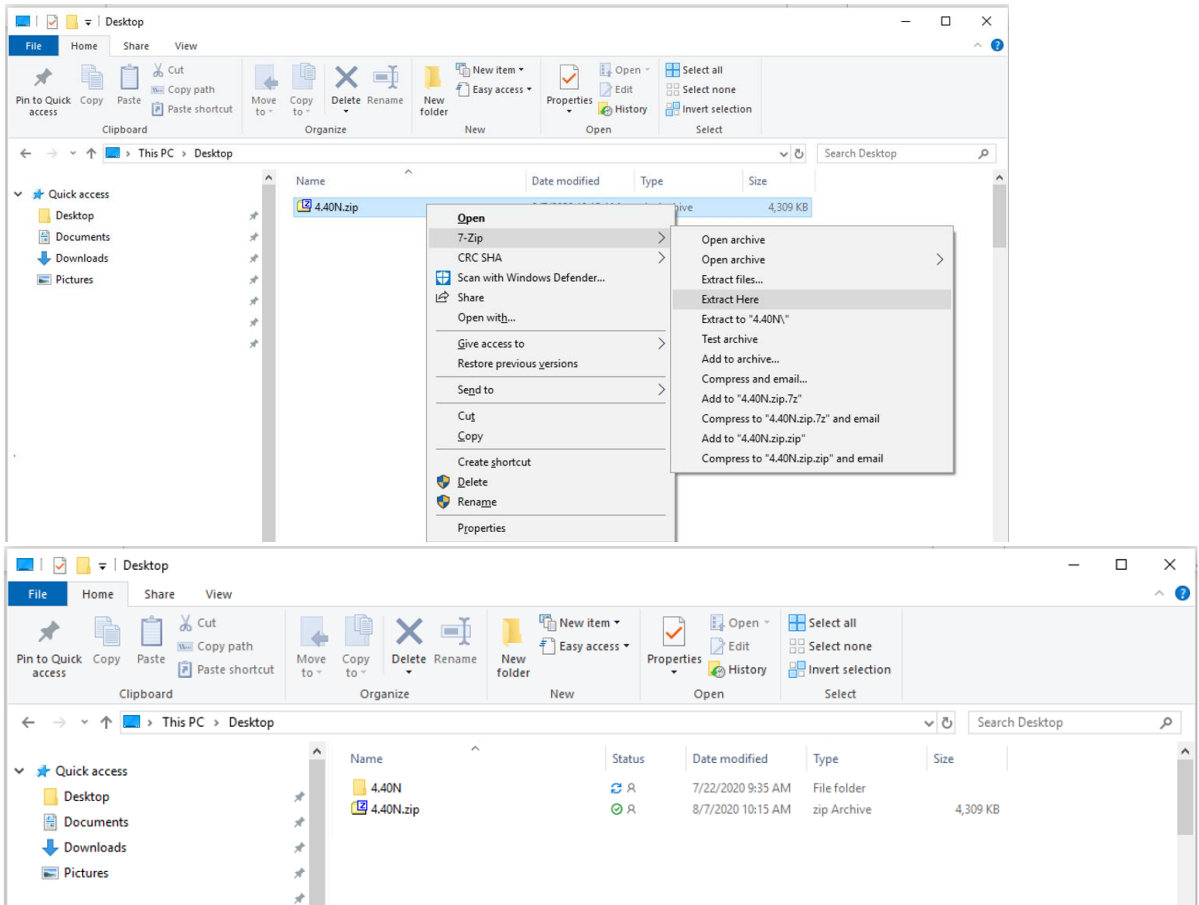 Desktop
File Home Share View
Pin to Quick access Copy Paste Cut Copy path Paste shortcut Move to Copy to Delete Rename New folder New item Easy access Properties Open Edit History Select all Select none Invert selection
Clipboard Organize New Open Select
This PC > Desktop Search Desktop
Name Date modified Type Size
Quick access
4.40N.zip 4,309 KB
Desktop
Documents
Downloads
Pictures
Open
7-Zip
CRC SHA
Scan with Windows Defender...
Share
Open with...
Give access to
Restore previous versions
Send to
Cut
Copy
Create shortcut
Delete
Rename
Properties
Open archive
Open archive
Extract files...
Extract Here
Extract to "4.40N\"
Test archive
Add to archive...
Compress and email...
Add to "4.40N.zip.7z"
Compress to "4.40N.zip.7z" and email
Add to "4.40N.zip.zip"
Compress to "4.40N.zip.zip" and email
Desktop
File Home Share View
Pin to Quick access Copy Paste Cut Copy path Paste shortcut Move to Copy to Delete Rename New folder New item Easy access Properties Open Edit History Select all Select none Invert selection
Clipboard Organize New Open Select
This PC > Desktop Search Desktop
Name Status Date modified Type Size
Quick access
Desktop
Documents
Downloads
Pictures
4.40N 7/22/2020 9:35 AM File folder
4.40N.zip 8/7/2020 10:15 AM zip Archive 4,309 KB